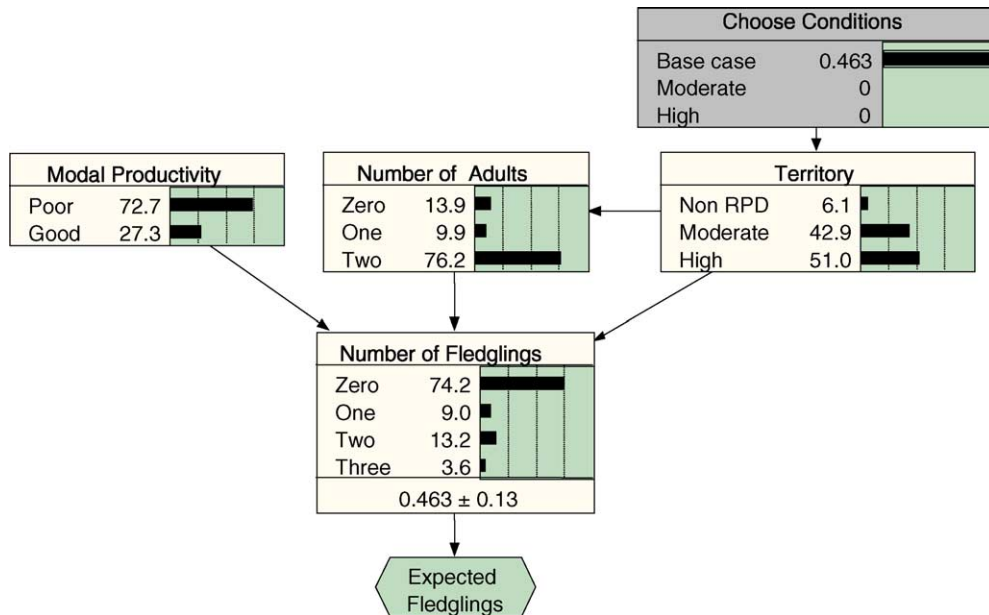 Choose Conditions
Base case 0.463
Moderate 0
High 0
Modal Productivity
Poor 72.7
Good 27.3
Number of Adults
Zero 13.9
One 9.9
Two 76.2
Territory
Non RPD 6.1
Moderate 42.9
High 51.0
Number of Fledglings
Zero 74.2
One 9.0
Two 13.2
Three 3.6
0.463 ± 0.13
Expected
Fledglings